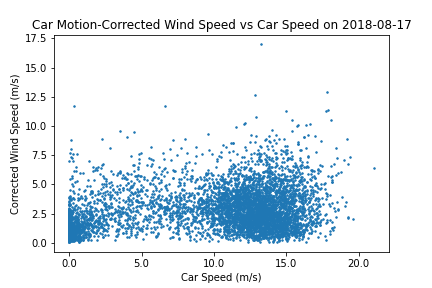 Car Motion-Corrected Wind Speed vs Car Speed on 2018-08-17
17.5
15.0
12.5
10.0
7.5
5.0
2.5
0.0
Corrected Wind Speed (m/s)
0.0 5.0 10.0 15.0 20.0
Car Speed (m/s)